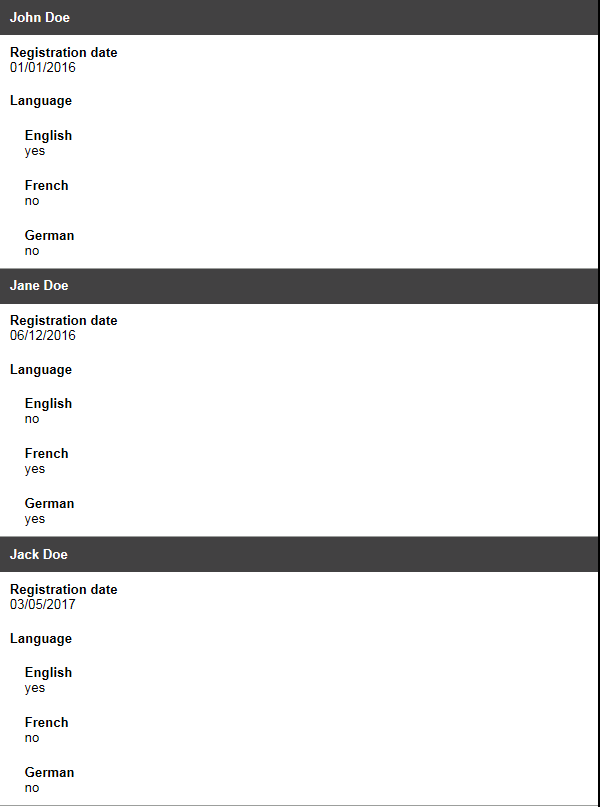 John Doe
Registration date
01/01/2016
Language
English
yes
French
no
German
no
Jane Doe
Registration date
06/12/2016
Language
English
no
French
yes
German
yes
Jack Doe
Registration date
03/05/2017
Language
English
yes
French
no
German
no